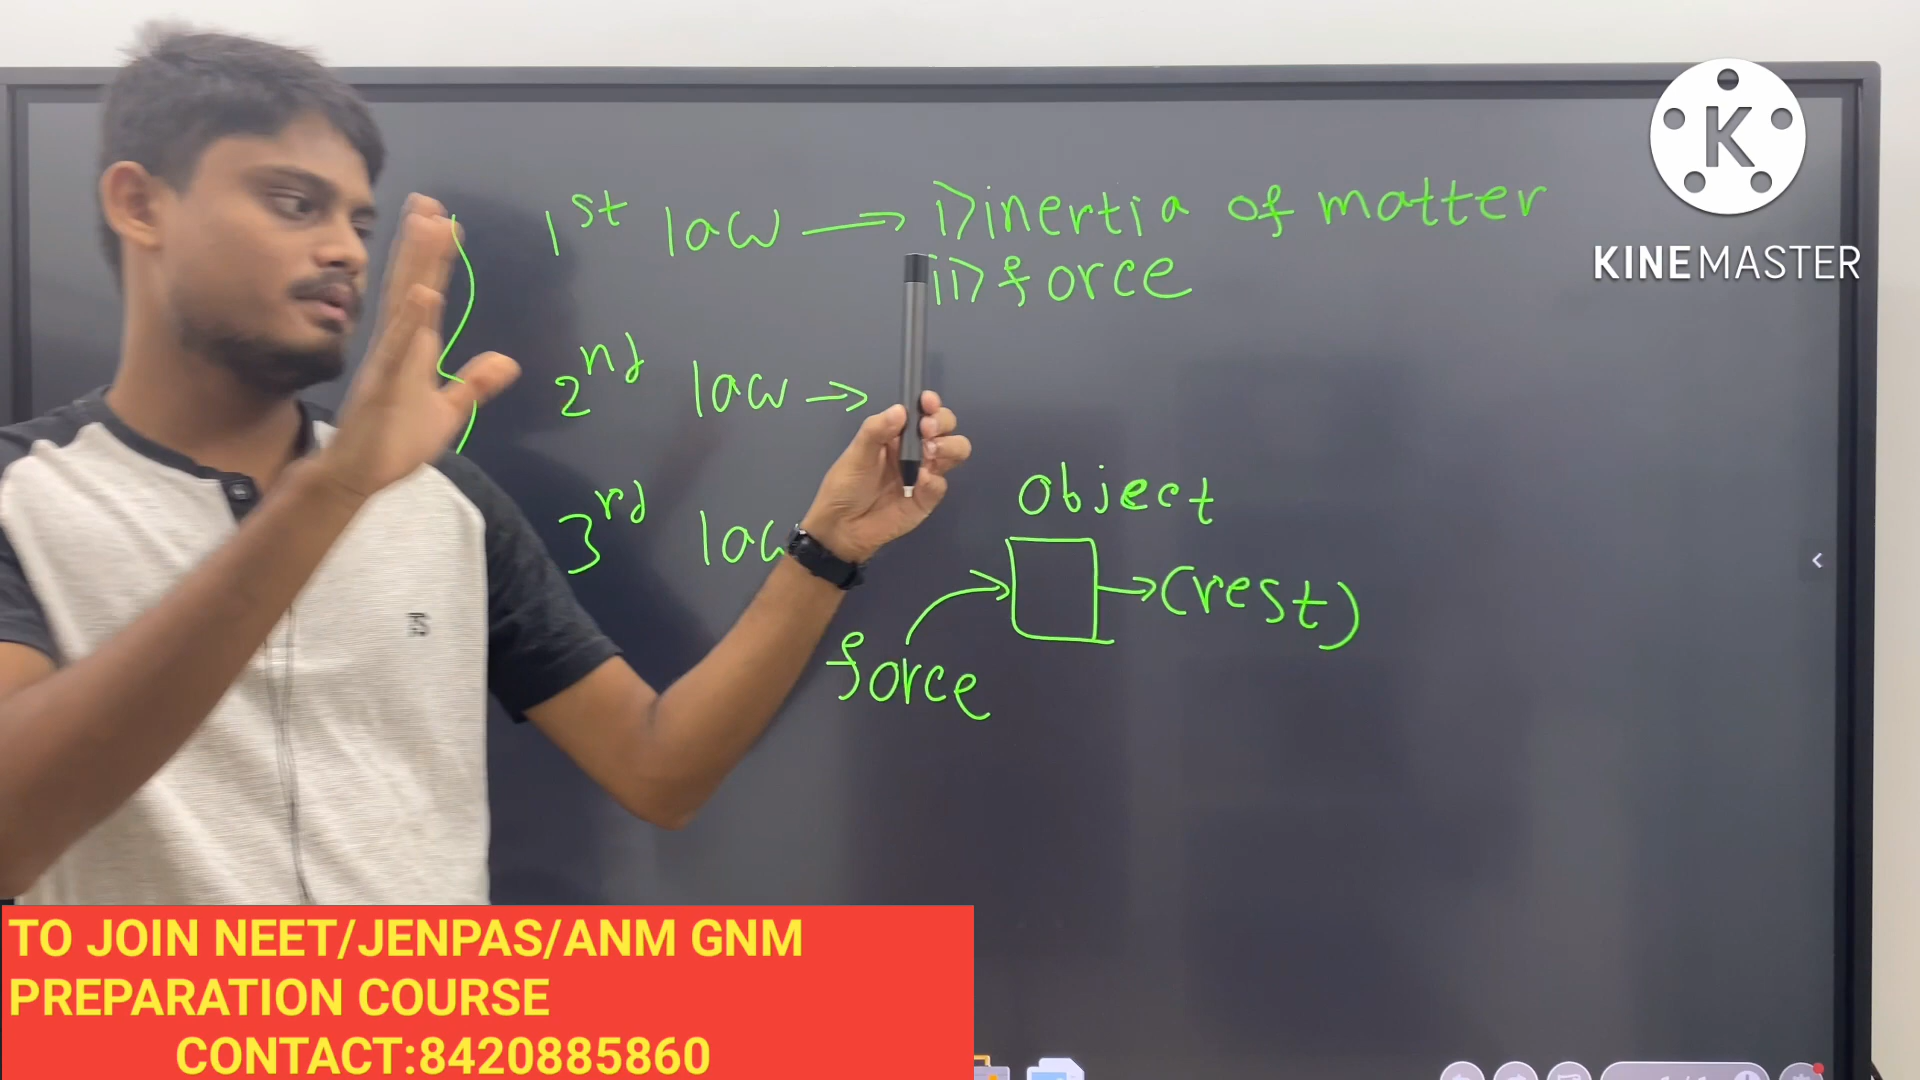 1st law → i) inertia of matter
ii) force
2nd law →
3rd law
object
→ (rest)
force
KINEMASTER
TS
TO JOIN NEET/JENPAS/ANM GNM
PREPARATION COURSE
CONTACT:8420885860